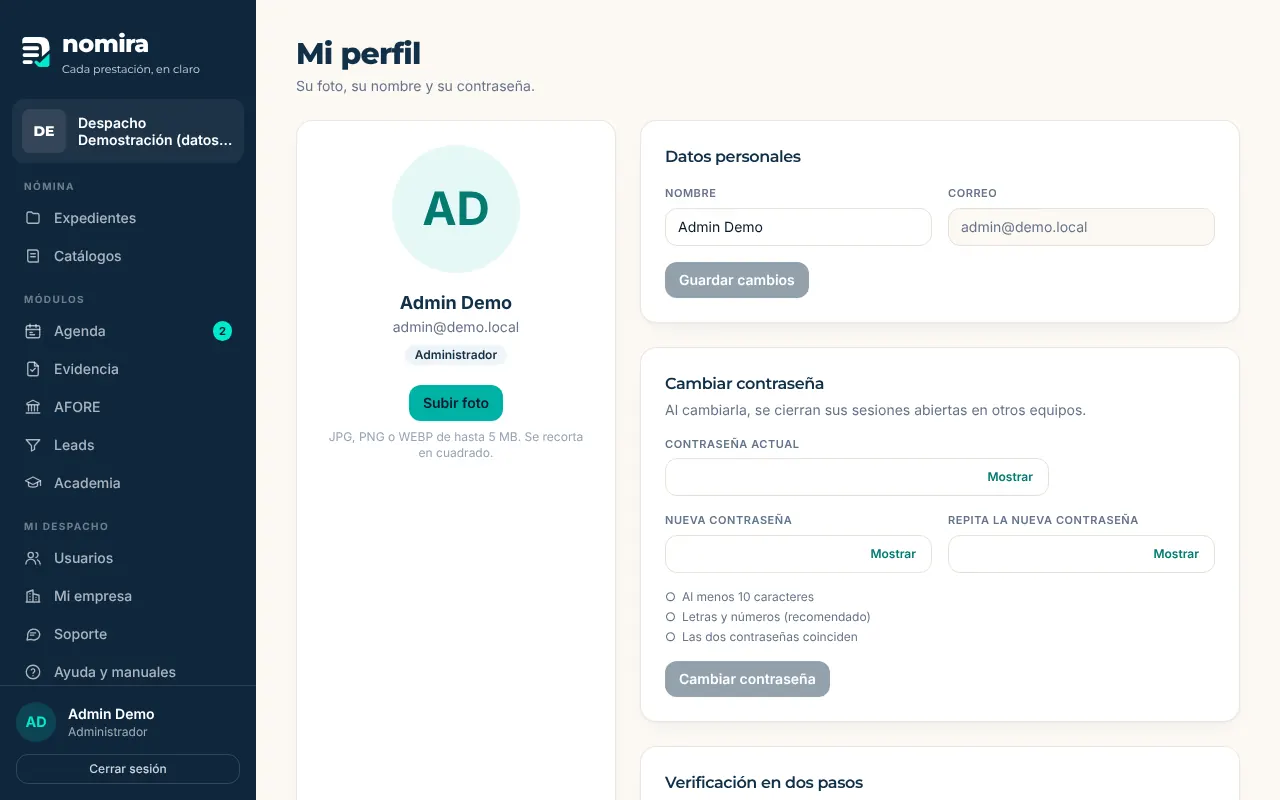 nomira
Cada prestación, en claro
DE
Despacho
Demostración (datos...
NÓMINA
Expedientes
Catálogos
MÓDULOS
Agenda
2
Evidencia
AFORE
Leads
Academia
MI DESPACHO
Usuarios
Mi empresa
Soporte
Ayuda y manuales
AD
Admin Demo
Administrador
Cerrar sesión
Mi perfil
Su foto, su nombre y su contraseña.
AD
Admin Demo
admin@demo.local
Administrador
Subir foto
JPG, PNG o WEBP de hasta 5 MB. Se recorta
en cuadrado.
Datos personales
NOMBRE
CORREO
Admin Demo
admin@demo.local
Guardar cambios
Cambiar contraseña
Al cambiarla, se cierran sus sesiones abiertas en otros equipos.
CONTRASEÑA ACTUAL
Mostrar
NUEVA CONTRASEÑA
REPITA LA NUEVA CONTRASEÑA
Mostrar
Mostrar
Al menos 10 caracteres
Letras y números (recomendado)
Las dos contraseñas coinciden
Cambiar contraseña
Verificación en dos pasos